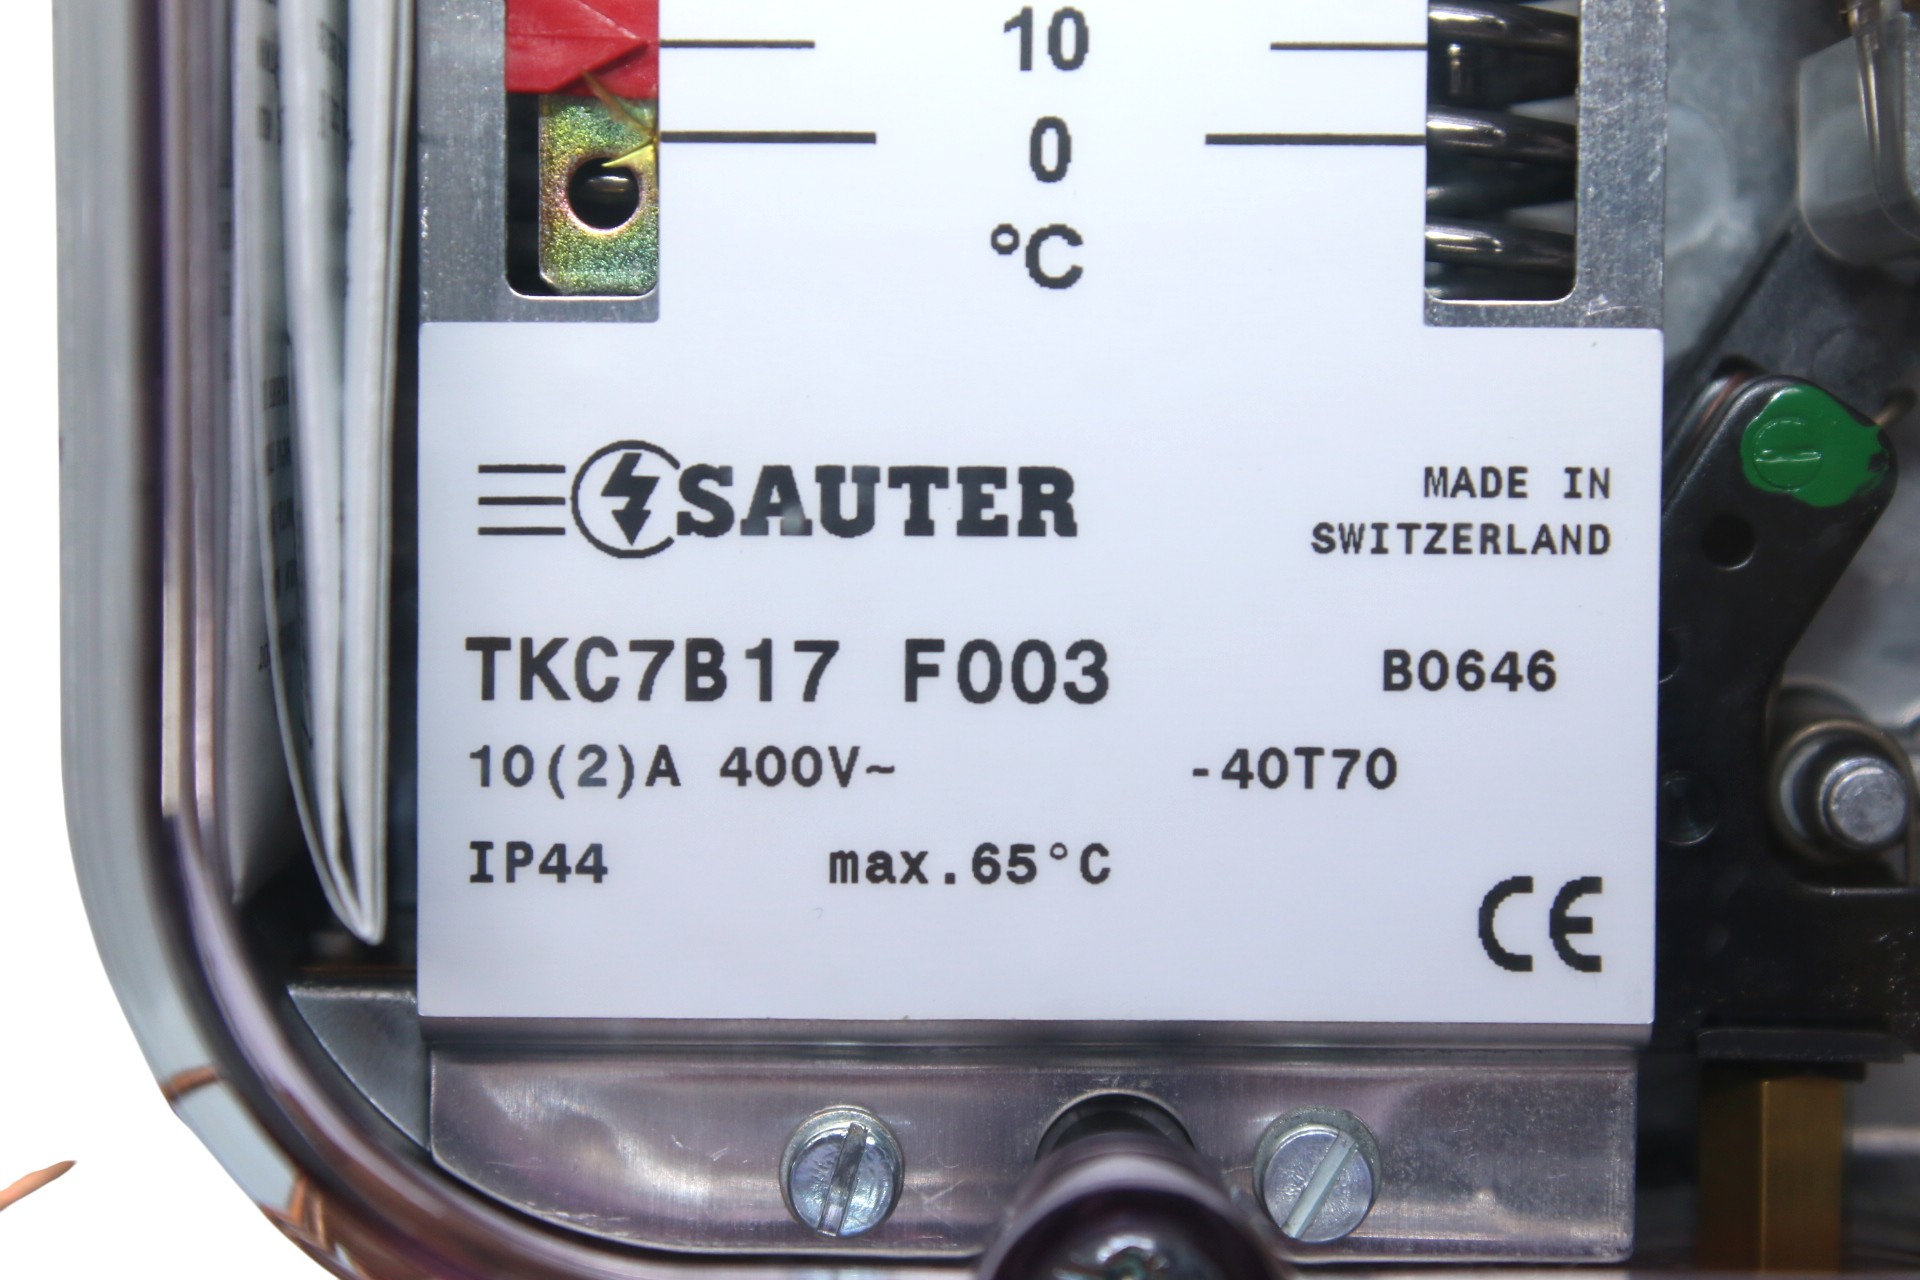 10
0
°C
SAUTER
MADE IN
SWITZERLAND
TKC7B17 F003 B0646
10(2)A 400V~ -40T70
IP44 max.65°C
CE